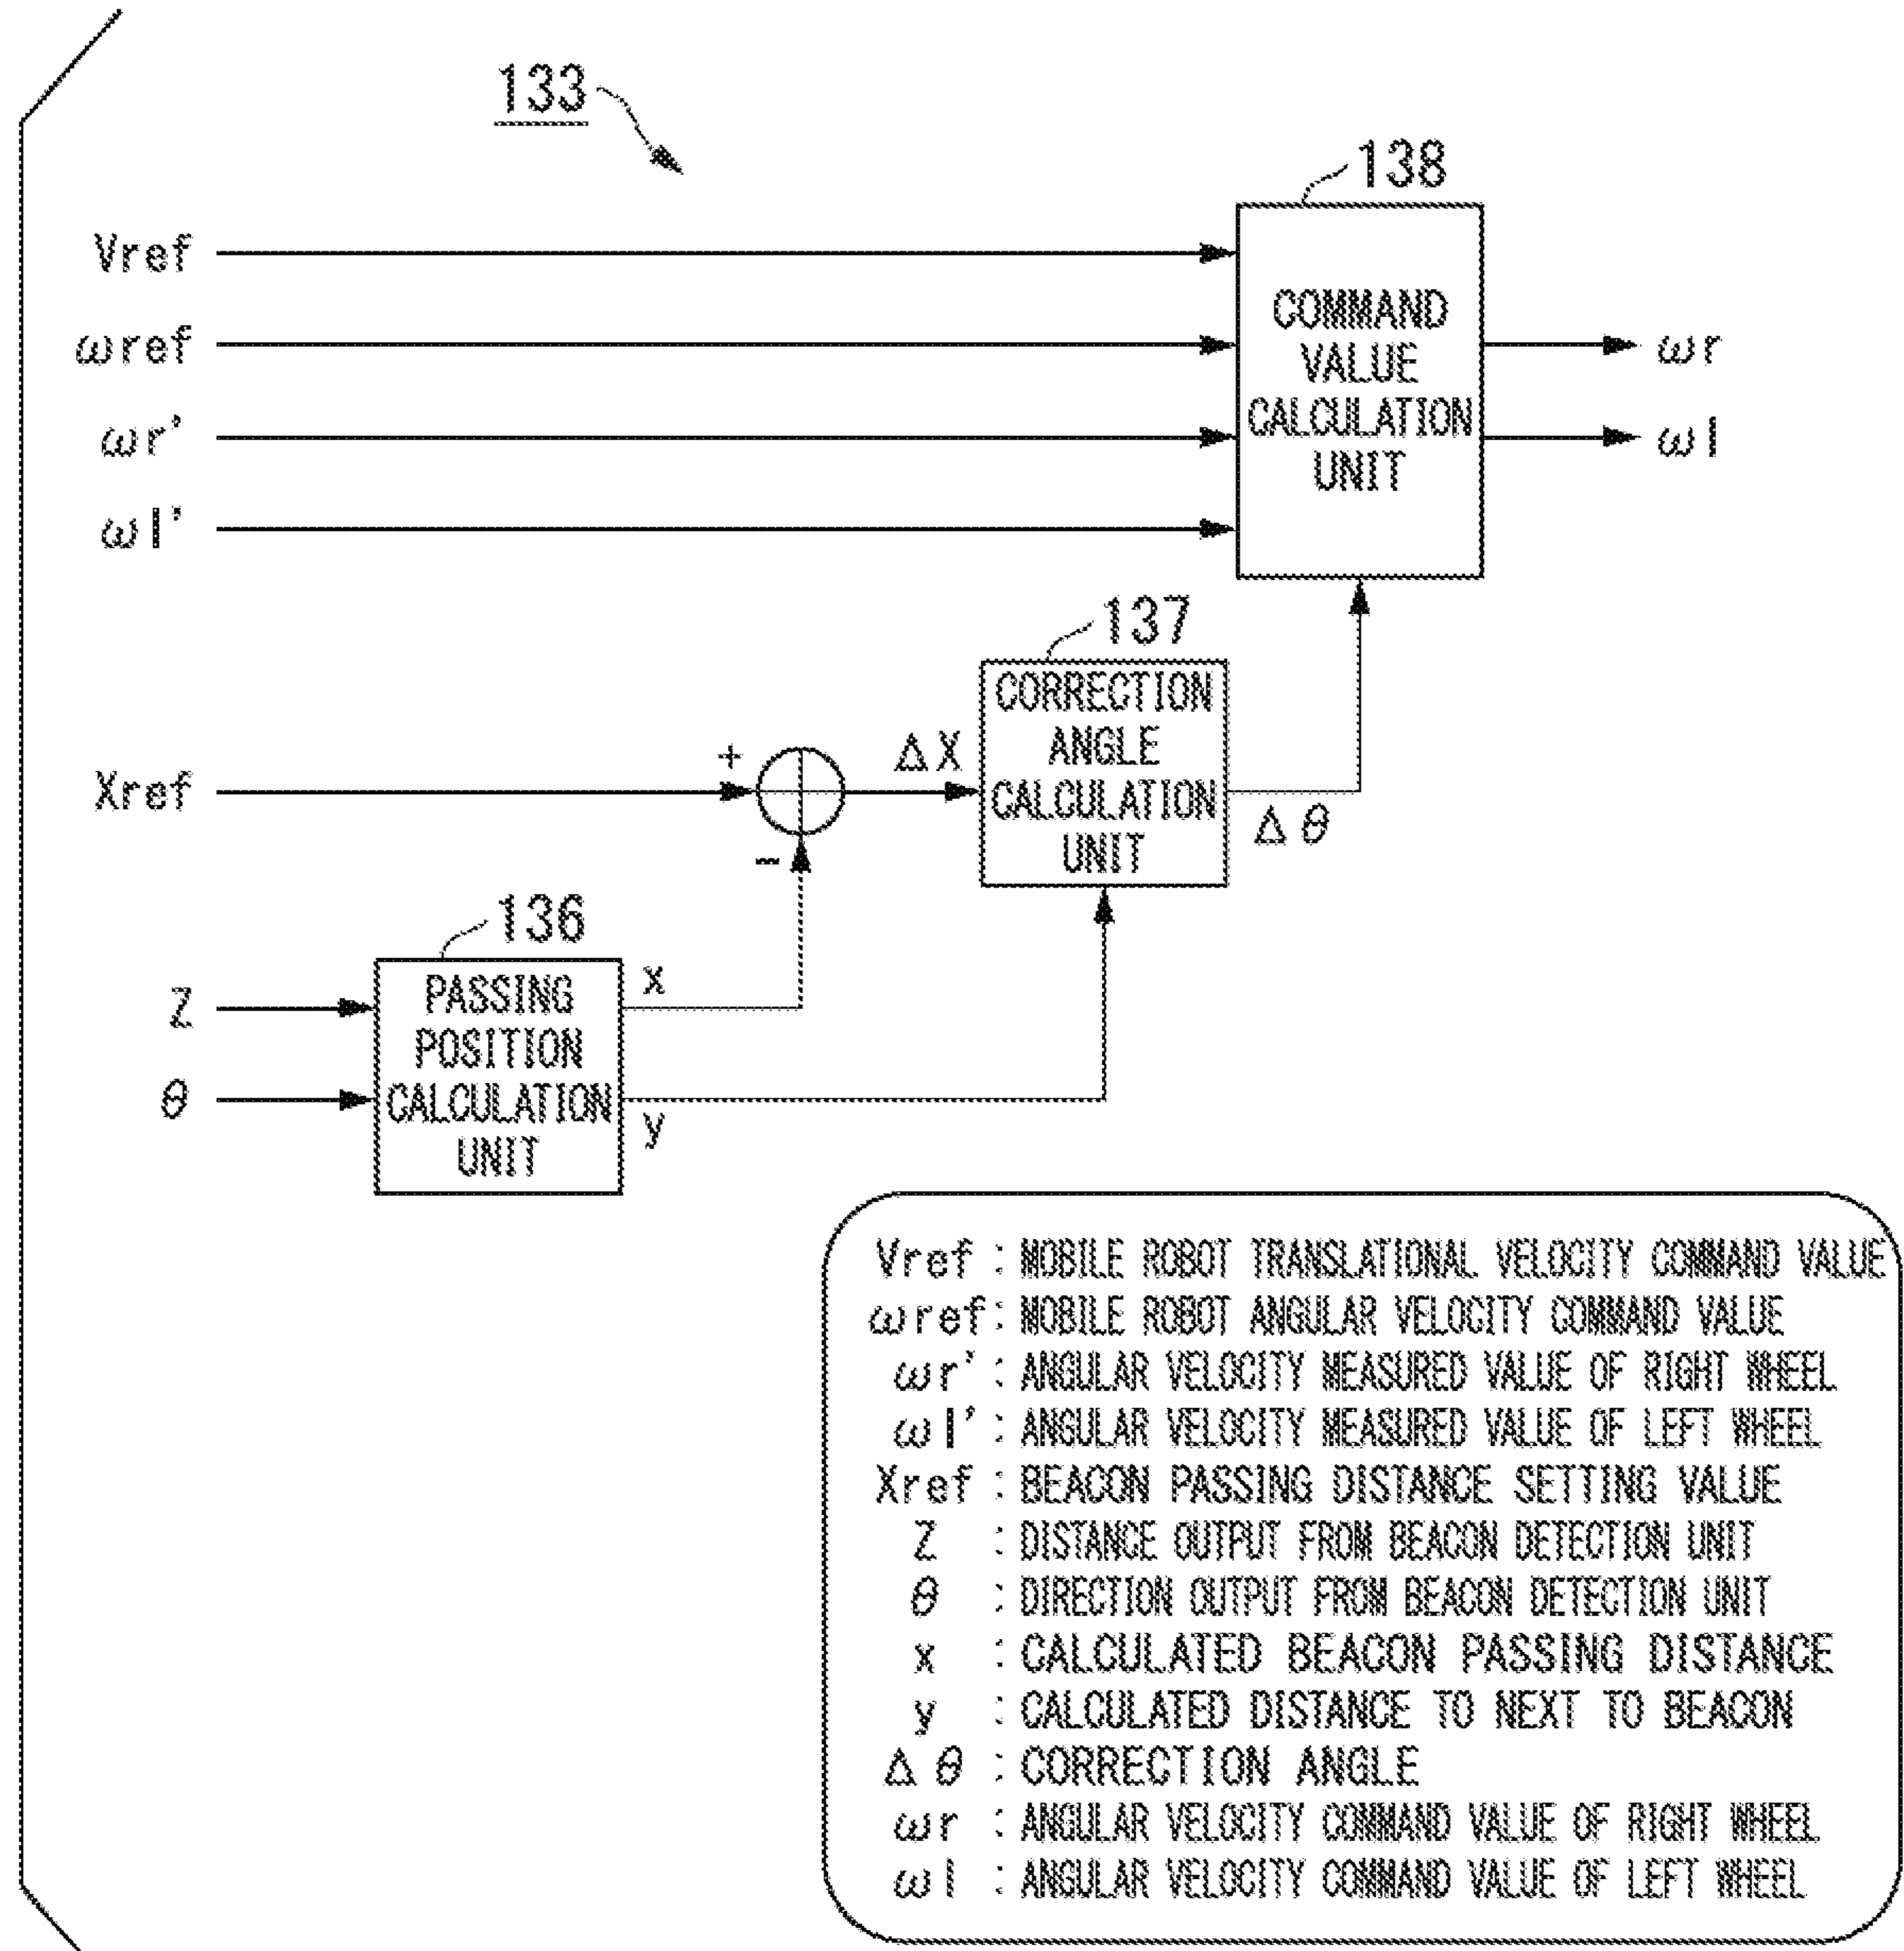 133
138
Vref
ωref
ωr'
ωl'
COMMAND
VALUE
CALCULATION
UNIT
ωr
ωl
137
CORRECTION
ANGLE
CALCULATION
UNIT
Xref
+
-
ΔX
Δθ
136
Z
θ
PASSING
POSITION
CALCULATION
UNIT
x
y
Vref : MOBILE ROBOT TRANSLATIONAL VELOCITY COMMAND VALUE
ωref : MOBILE ROBOT ANGULAR VELOCITY COMMAND VALUE
ωr' : ANGULAR VELOCITY MEASURED VALUE OF RIGHT WHEEL
ωl' : ANGULAR VELOCITY MEASURED VALUE OF LEFT WHEEL
Xref : BEACON PASSING DISTANCE SETTING VALUE
Z : DISTANCE OUTPUT FROM BEACON DETECTION UNIT
θ : DIRECTION OUTPUT FROM BEACON DETECTION UNIT
x : CALCULATED BEACON PASSING DISTANCE
y : CALCULATED DISTANCE TO NEXT TO BEACON
Δθ : CORRECTION ANGLE
ωr : ANGULAR VELOCITY COMMAND VALUE OF RIGHT WHEEL
ωl : ANGULAR VELOCITY COMMAND VALUE OF LEFT WHEEL